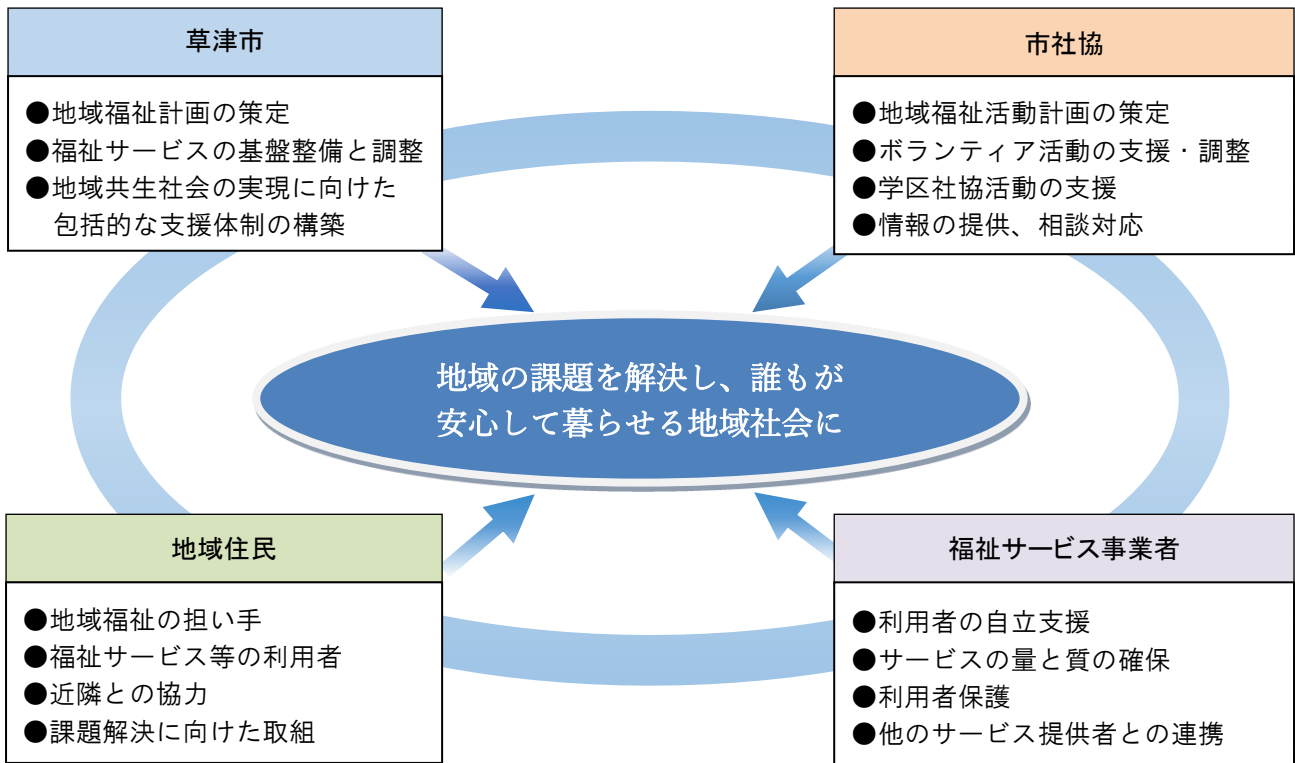 草津市
●地域福祉計画の策定
●福祉サービスの基盤整備と調整
●地域共生社会の実現に向けた
包括的な支援体制の構築
市社協
●地域福祉活動計画の策定
●ボランティア活動の支援・調整
●学区社協活動の支援
●情報の提供、相談対応
地域の課題を解決し、誰もが
安心して暮らせる地域社会に
地域住民
●地域福祉の担い手
●福祉サービス等の利用者
●近隣との協力
●課題解決に向けた取組
福祉サービス事業者
●利用者の自立支援
●サービスの量と質の確保
●利用者保護
●他のサービス提供者との連携